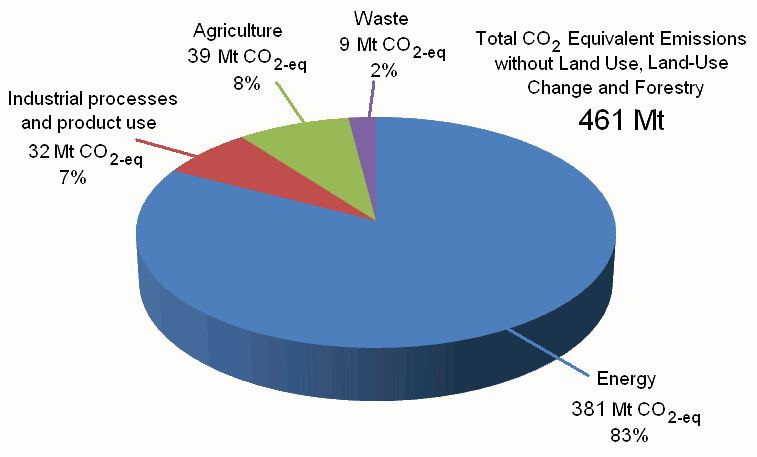 Waste
9 Mt CO2-eq
2%
Agriculture
39 Mt CO2-eq
8%
Total CO2 Equivalent Emissions
without Land Use, Land-Use
Change and Forestry
461 Mt
Industrial processes
and product use
32 Mt CO2-eq
7%
Energy
381 Mt CO2-eq
83%